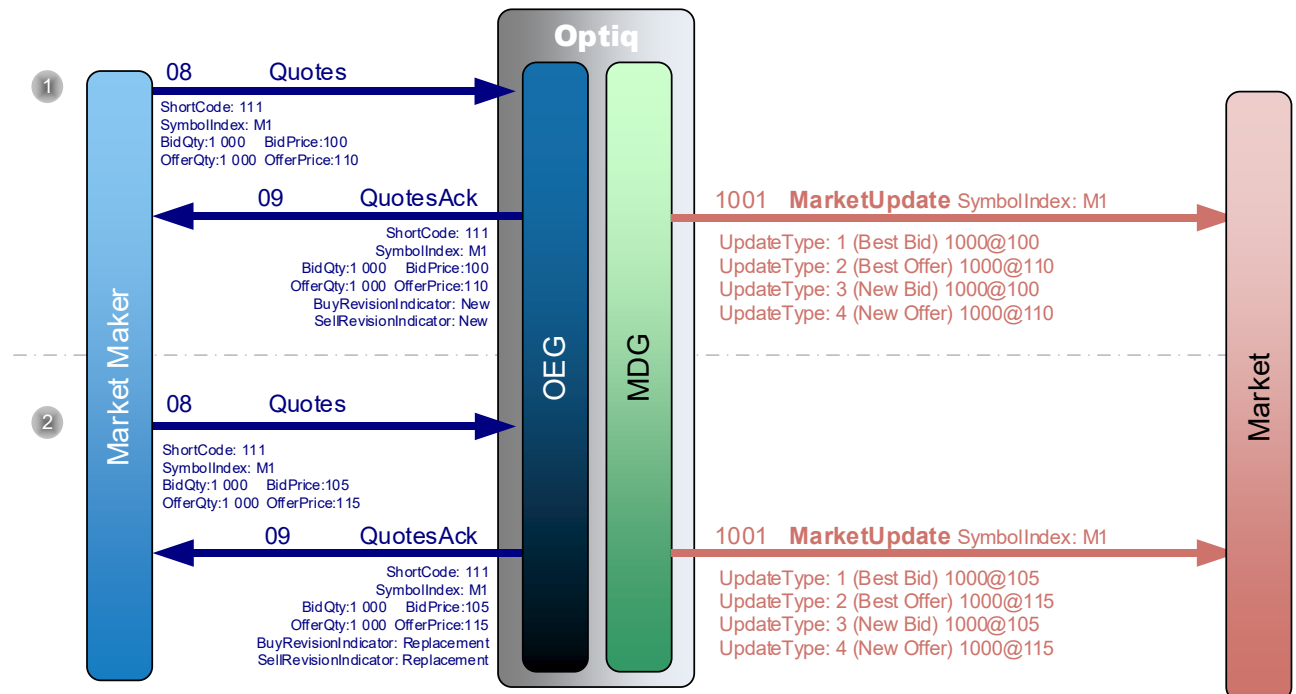 Optiq
1
08 Quotes
ShortCode: 111
SymbolIndex: M1
BidQty:1 000 BidPrice:100
OfferQty:1 000 OfferPrice:110
09 QuotesAck
ShortCode: 111
SymbolIndex: M1
BidQty:1 000 BidPrice:100
OfferQty:1 000 OfferPrice:110
BuyRevisionIndicator: New
SellRevisionIndicator: New
1001 MarketUpdate SymbolIndex: M1
UpdateType: 1 (Best Bid) 1000@100
UpdateType: 2 (Best Offer) 1000@110
UpdateType: 3 (New Bid) 1000@100
UpdateType: 4 (New Offer) 1000@110
Market Maker
OEG
MDG
Market
2
08 Quotes
ShortCode: 111
SymbolIndex: M1
BidQty:1 000 BidPrice:105
OfferQty:1 000 OfferPrice:115
09 QuotesAck
ShortCode: 111
SymbolIndex: M1
BidQty:1 000 BidPrice:105
OfferQty:1 000 OfferPrice:115
BuyRevisionIndicator: Replacement
SellRevisionIndicator: Replacement
1001 MarketUpdate SymbolIndex: M1
UpdateType: 1 (Best Bid) 1000@105
UpdateType: 2 (Best Offer) 1000@115
UpdateType: 3 (New Bid) 1000@105
UpdateType: 4 (New Offer) 1000@115